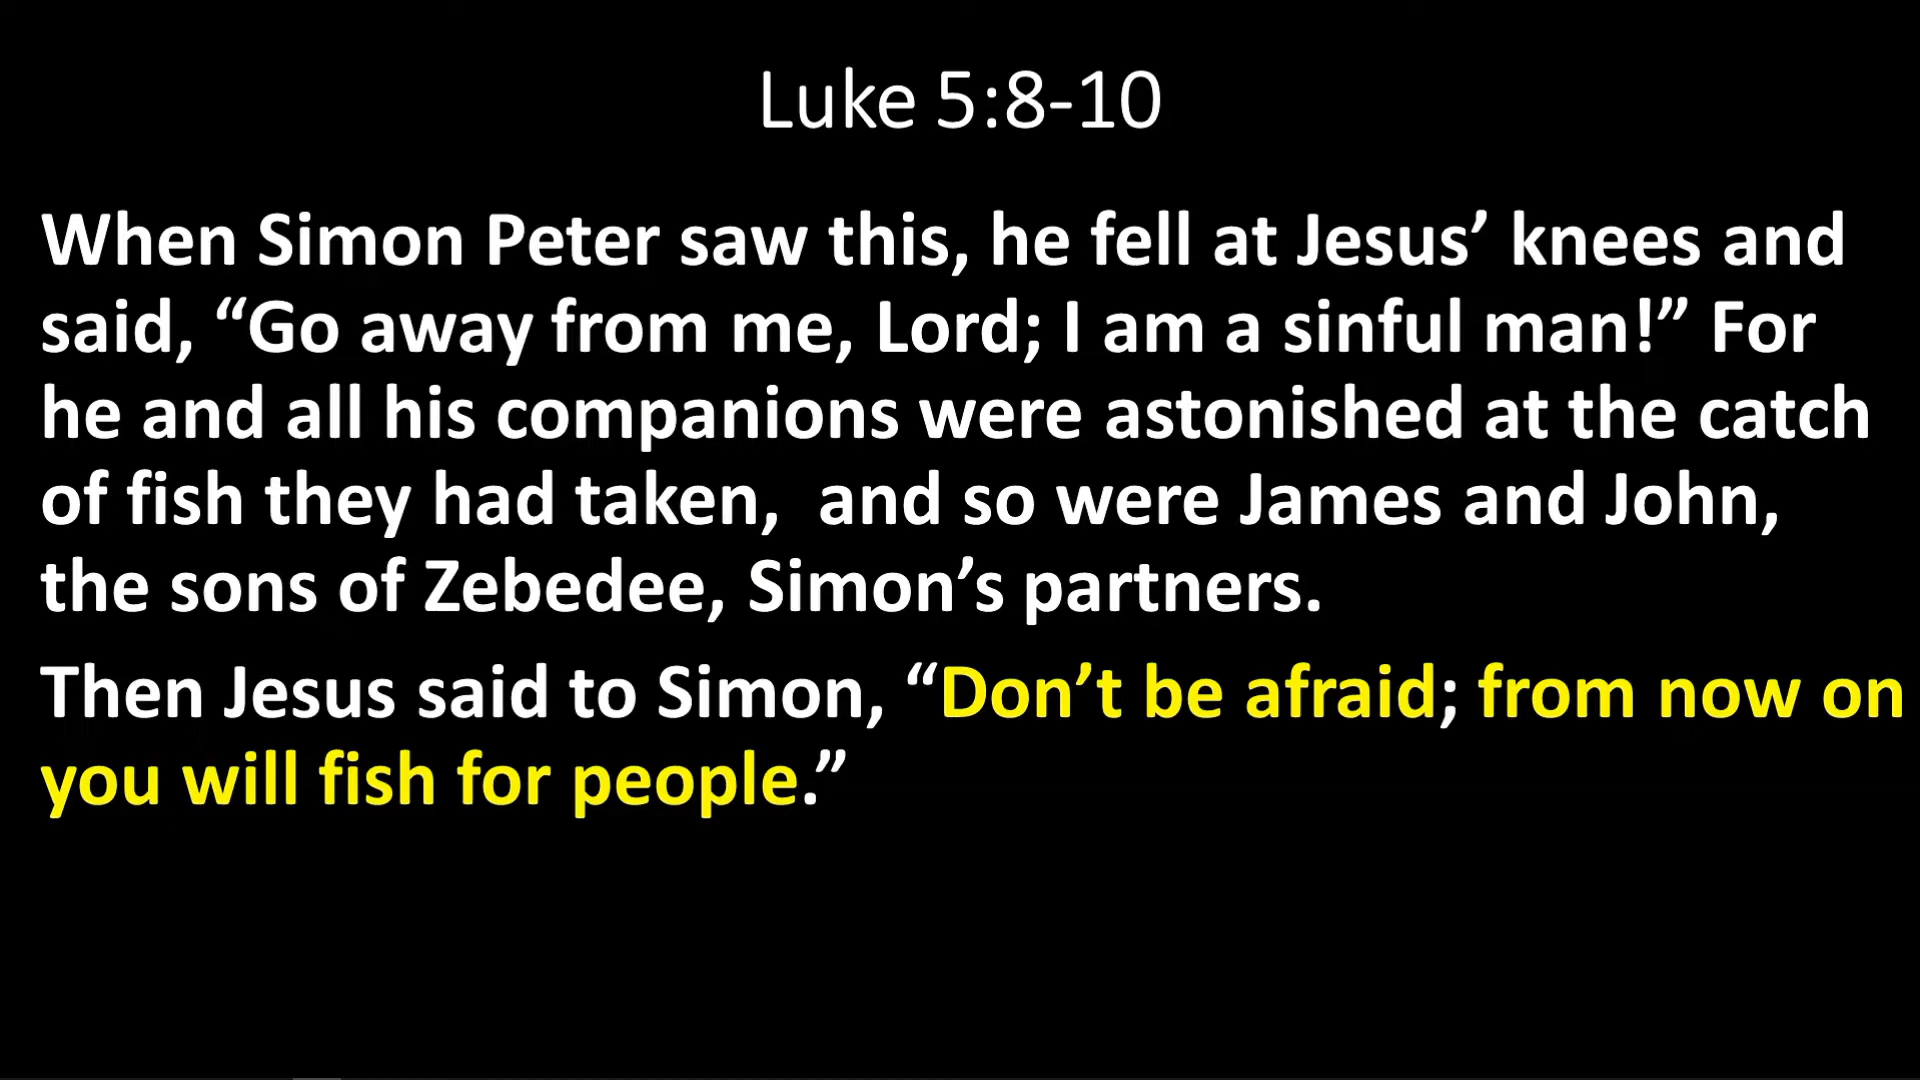 Luke 5:8-10
When Simon Peter saw this, he fell at Jesus’ knees and
said, “Go away from me, Lord; I am a sinful man!” For
he and all his companions were astonished at the catch
of fish they had taken,  and so were James and John,
the sons of Zebedee, Simon’s partners.
Then Jesus said to Simon, “Don’t be afraid; from now on
you will fish for people.”